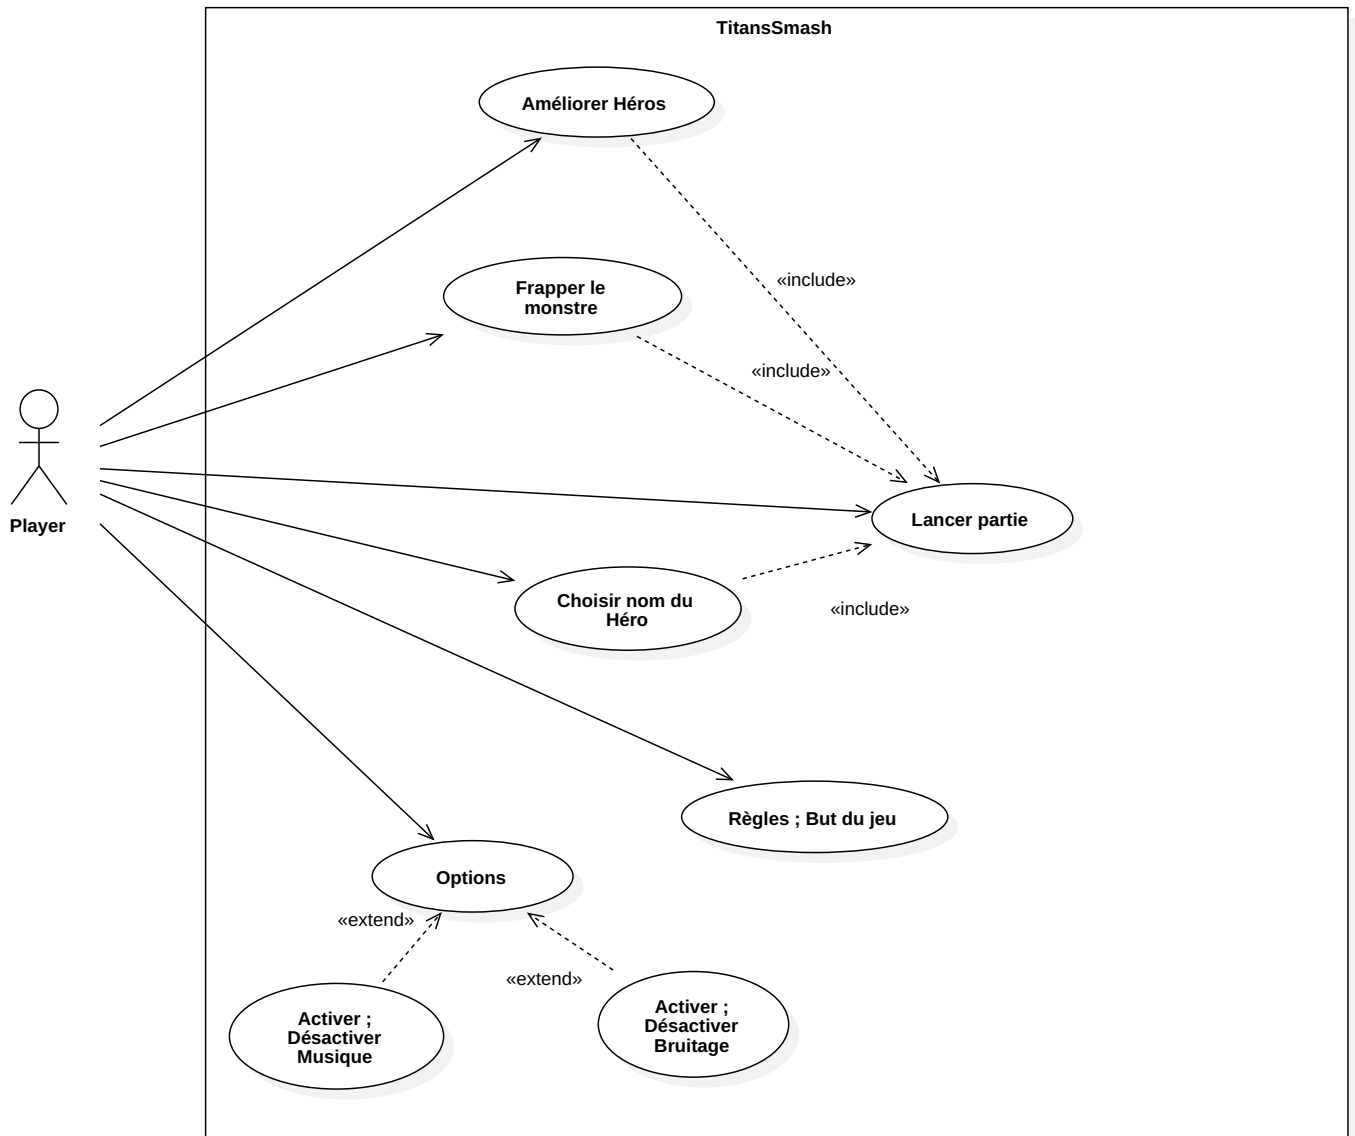 TitansSmash
Améliorer Héros
«include»
Frapper le
monstre
«include»
Player
Lancer partie
Choisir nom du
Héro
«include»
Règles ; But du jeu
Options
«extend»
«extend»
Activer ;
Désactiver
Musique
Activer ;
Désactiver
Bruitage